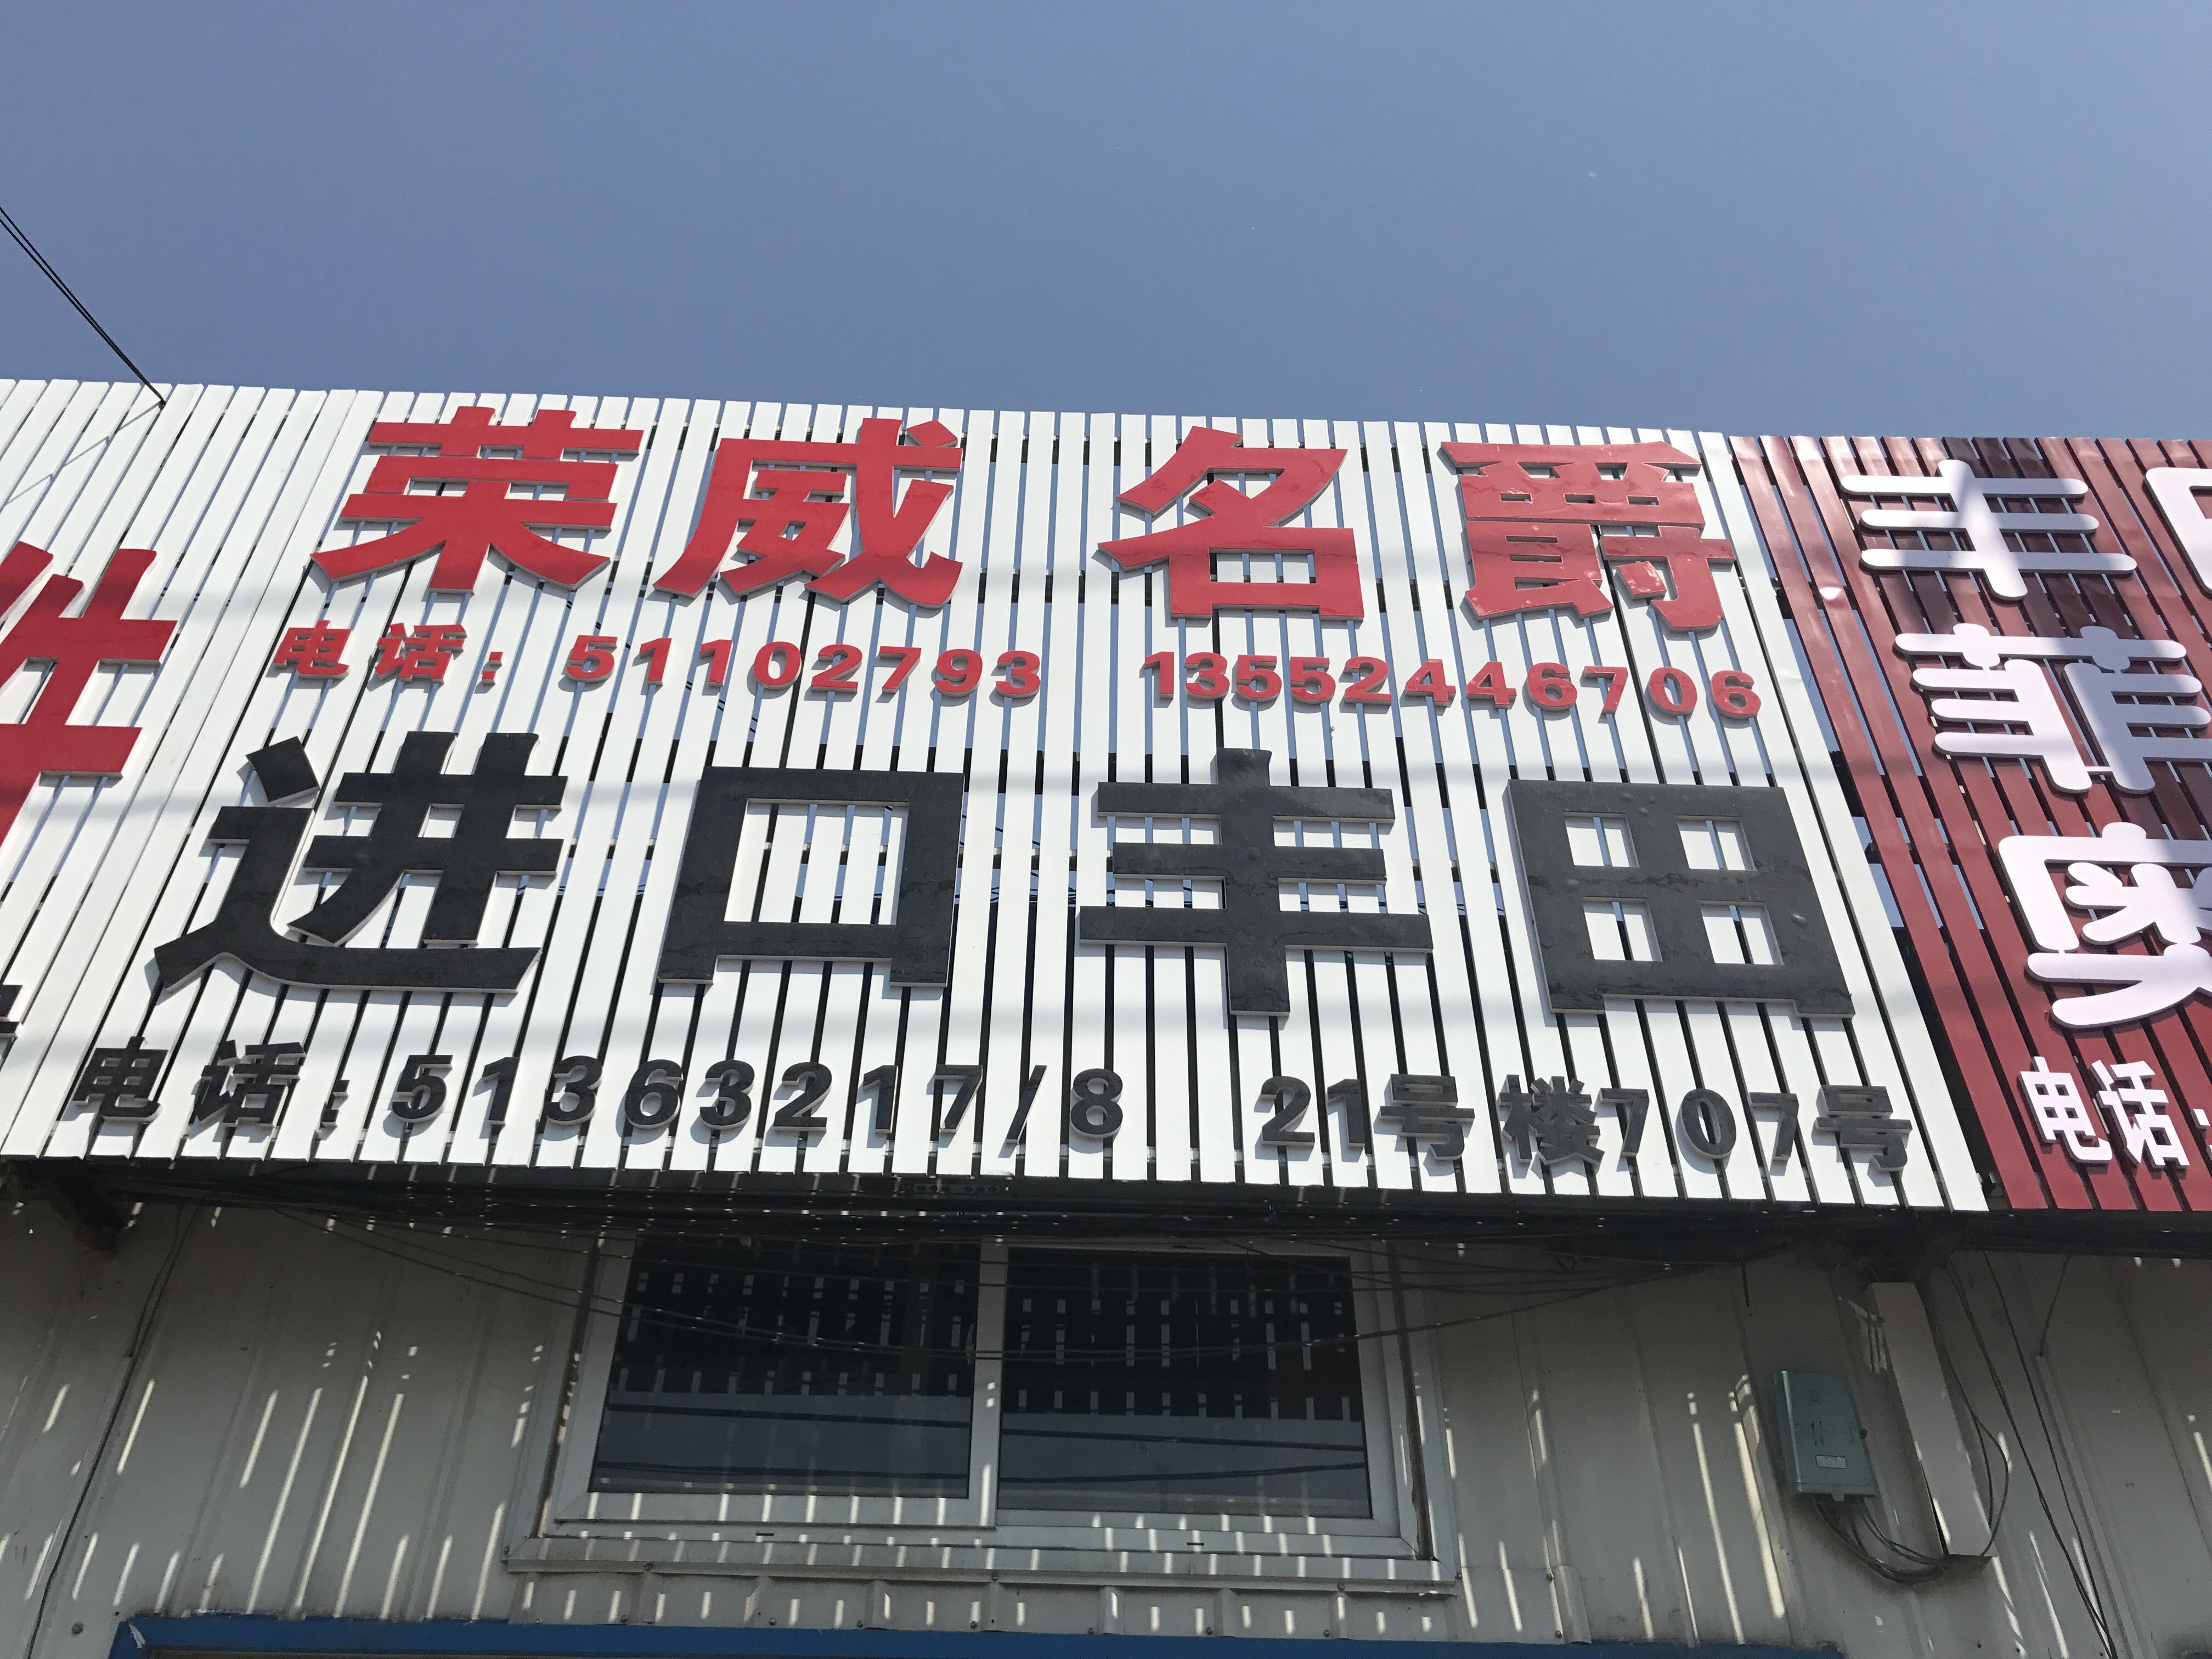 荣威 名爵
电话：51102793 13552446706
进口丰田
电话：51363217/8 21号楼707号
丰
菲
奥
电话